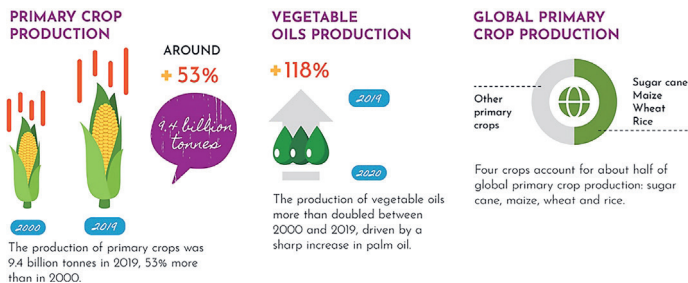 PRIMARY CROP
PRODUCTION
AROUND
+ 53%
9.4 billion
tonnes
2000
2019
The production of primary crops was
9.4 billion tonnes in 2019, 53% more
than in 2000.
VEGETABLE
OILS PRODUCTION
+118%
2019
2020
The production of vegetable oils
more than doubled between
2000 and 2019, driven by a
sharp increase in palm oil.
GLOBAL PRIMARY
CROP PRODUCTION
Other
primary
crops
Sugar cane
Maize
Wheat
Rice
Four crops account for about half of
global primary crop production: sugar
cane, maize, wheat and rice.